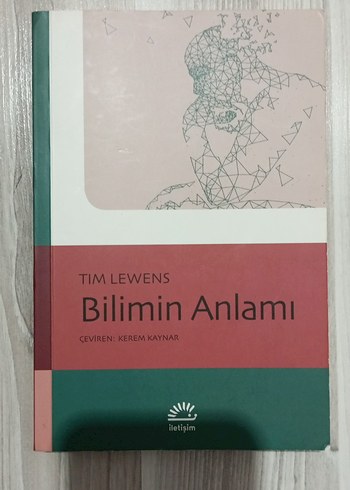 TIM LEWENS
Bilimin Anlamı
ÇEVİREN: KEREM KAYNAR
iletişim